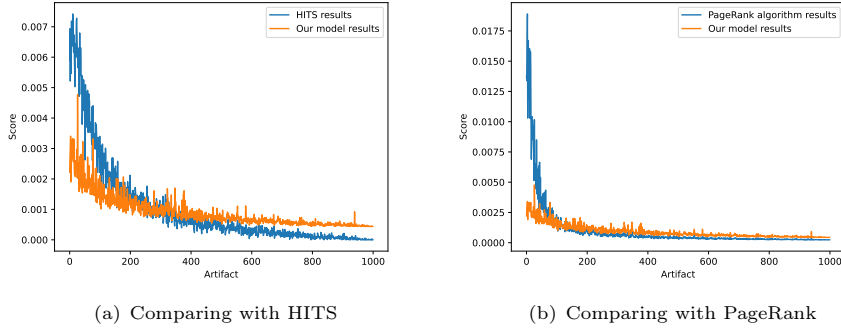 HITS results
Our model results
0.007
0.006
0.005
0.004
0.003
0.002
0.001
0.000
Score
0
200
400
600
800
1000
Artifact
(a) Comparing with HITS
PageRank algorithm results
Our model results
0.0175
0.0150
0.0125
0.0100
0.0075
0.0050
0.0025
0.0000
Score
0
200
400
600
800
1000
Artifact
(b) Comparing with PageRank